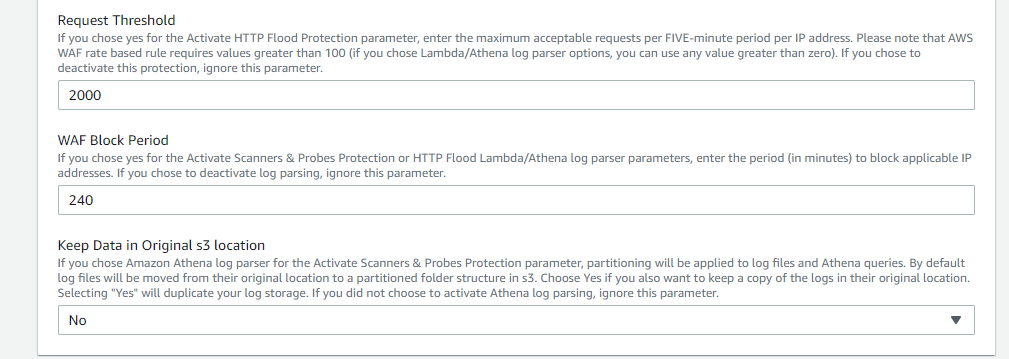 Request Threshold
If you chose yes for the Activate HTTP Flood Protection parameter, enter the maximum acceptable requests per FIVE-minute period per IP address. Please note that AWS
WAF rate based rule requires values greater than 100 (if you chose Lambda/Athena log parser options, you can use any value greater than zero). If you chose to
deactivate this protection, ignore this parameter.
2000
WAF Block Period
If you chose yes for the Activate Scanners & Probes Protection or HTTP Flood Lambda/Athena log parser parameters, enter the period (in minutes) to block applicable IP
addresses. If you chose to deactivate log parsing, ignore this parameter.
240
Keep Data in Original s3 location
If you chose Amazon Athena log parser for the Activate Scanners & Probes Protection parameter, partitioning will be applied to log files and Athena queries. By default
log files will be moved from their original location to a partitioned folder structure in s3. Choose Yes if you also want to keep a copy of the logs in their original location.
Selecting "Yes" will duplicate your log storage. If you did not choose to activate Athena log parsing, ignore this parameter.
No